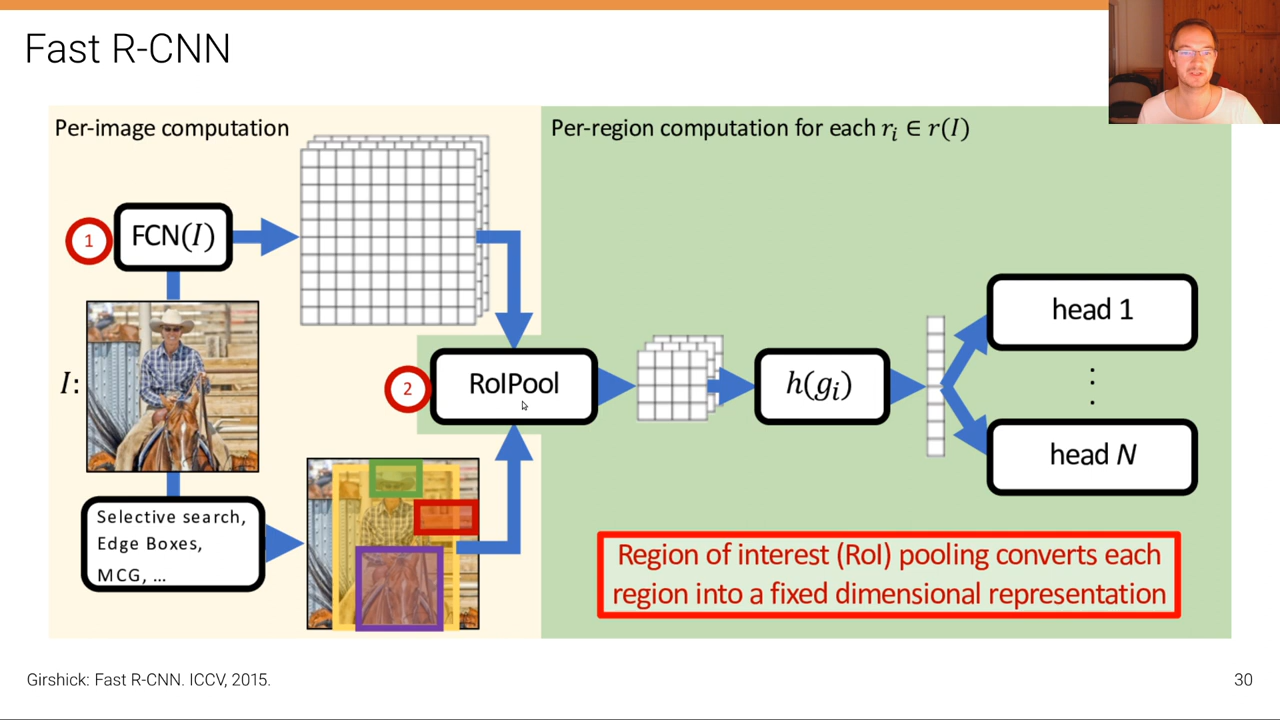 Fast R-CNN
Per-image computation
Per-region computation for each r_i ∈ r(I)
1
FCN(I)
I:
2
RoIPool
h(g_i)
head 1
⋮
head N
Selective search,
Edge Boxes,
MCG, ...
Region of interest (RoI) pooling converts each
region into a fixed dimensional representation
Girshick: Fast R-CNN. ICCV, 2015.
30